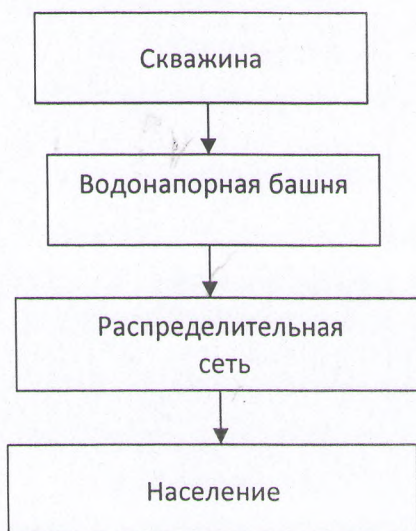 Скважина
Водонапорная башня
Распределительная
сеть
Население